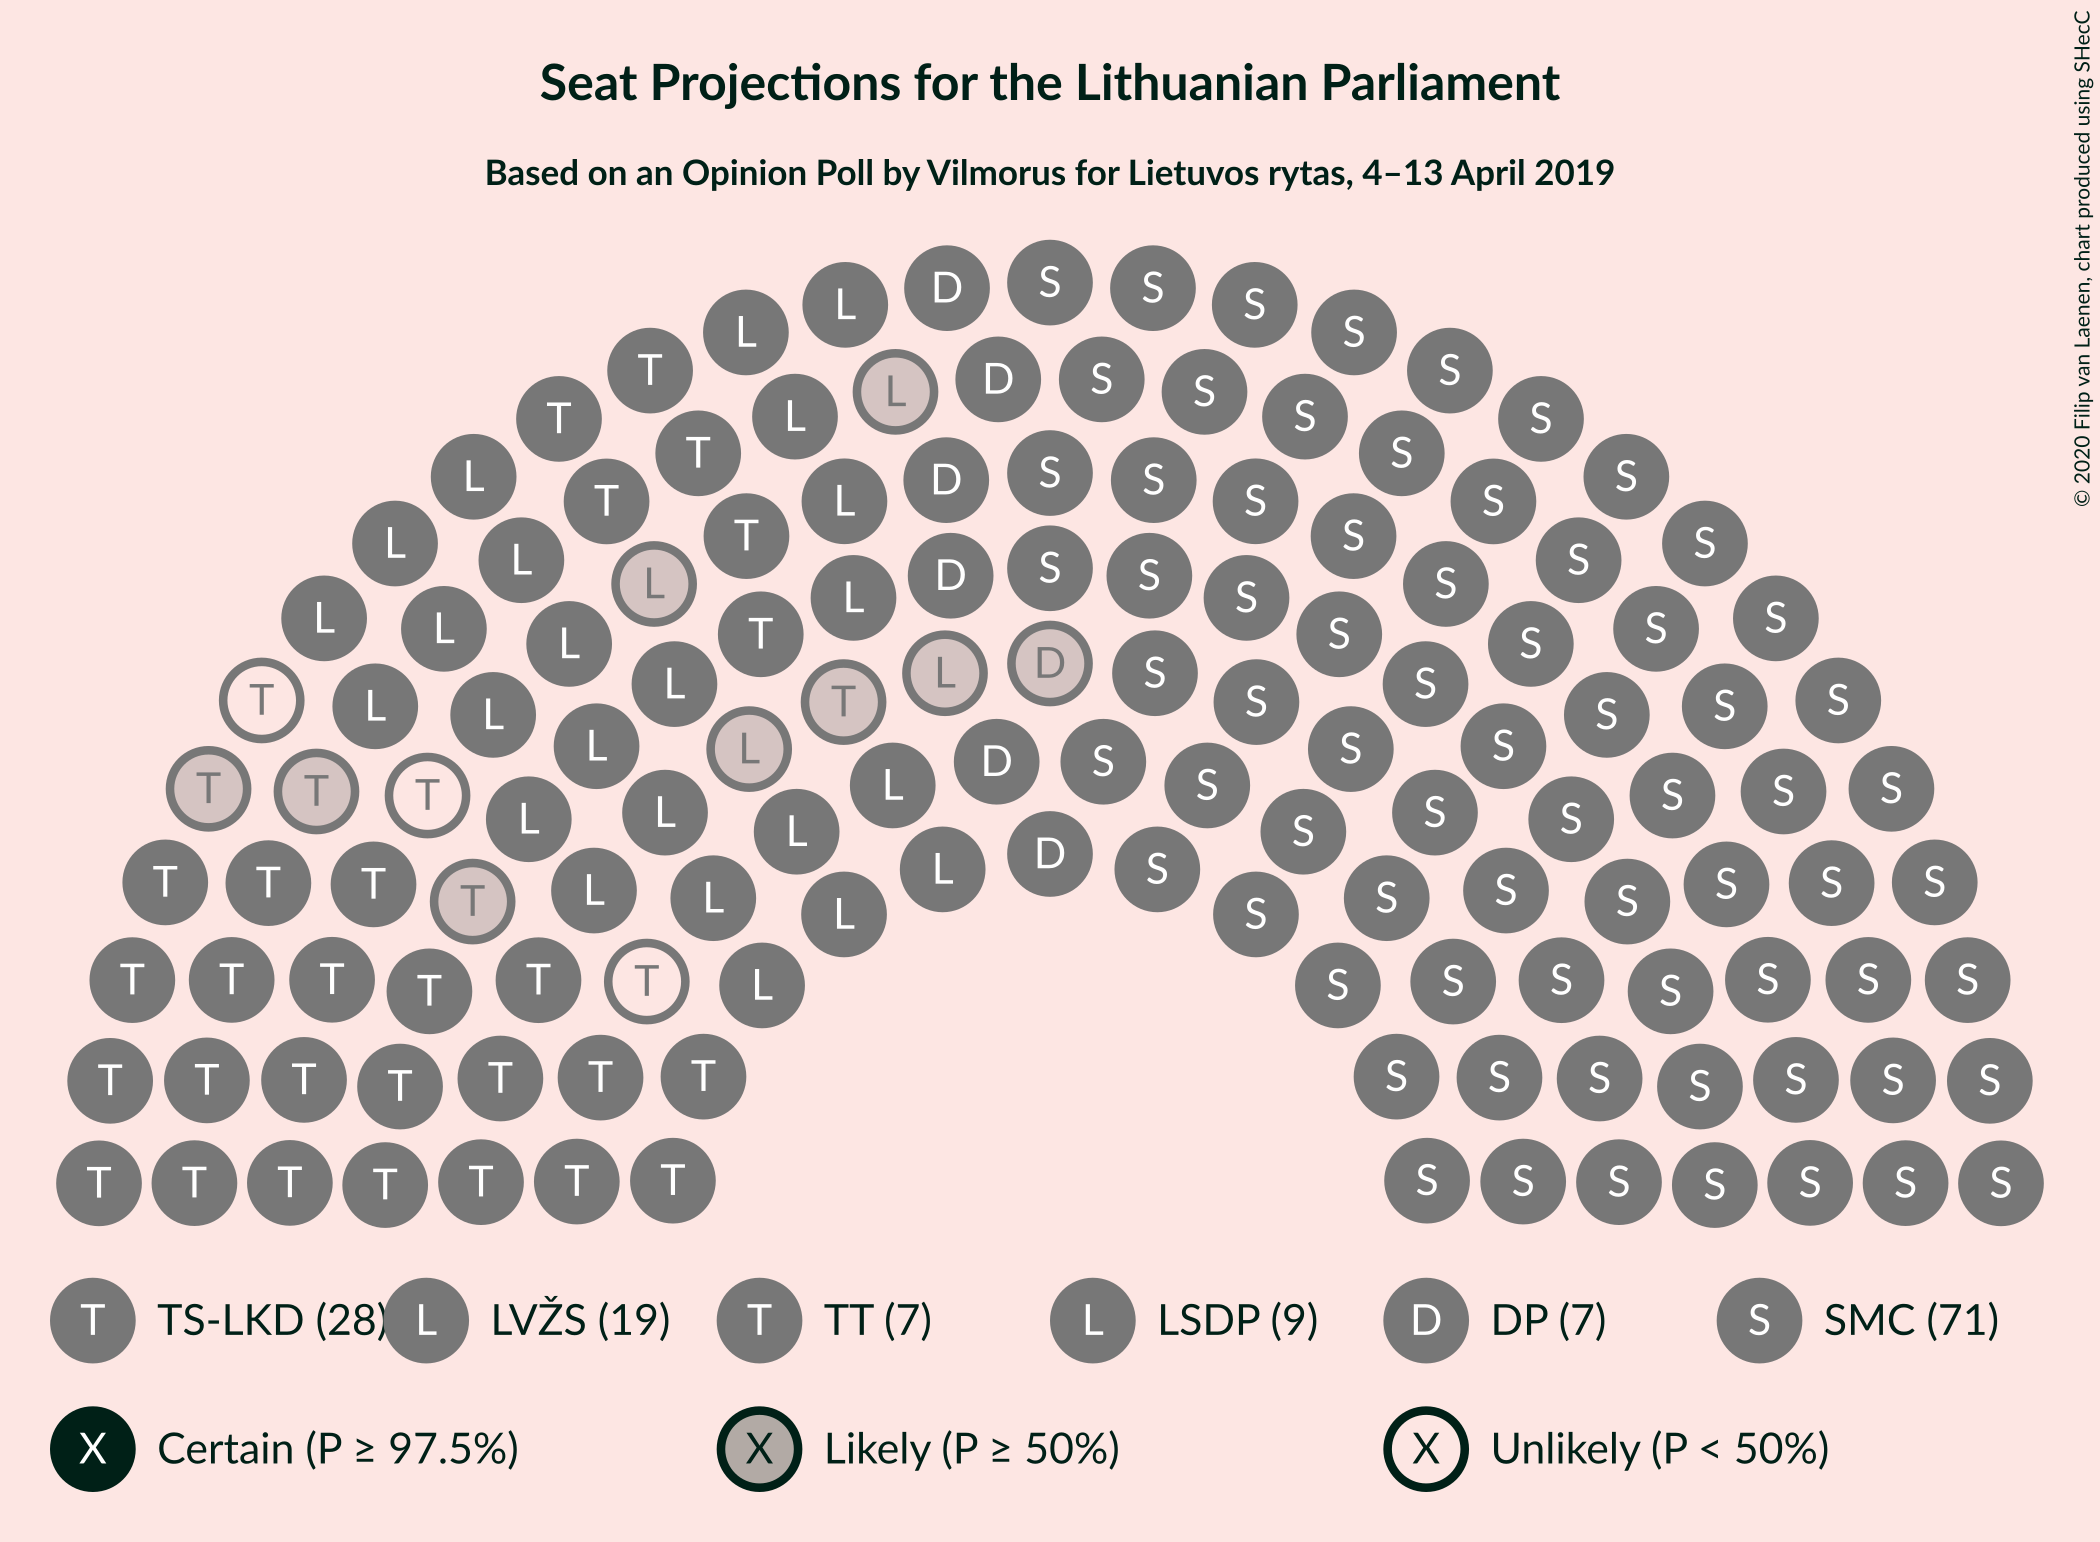 Seat Projections for the Lithuanian Parliament
Based on an Opinion Poll by Vilmorus for Lietuvos rytas, 4–13 April 2019
© 2020 Filip van Laenen, chart produced using SHecC
L D S S S
L L S S
T L D S S T S
T L S S S
L T L D S S S S S
T L S S S
L L T L D S S S S S S
L L T L D S S S S S S
T L L L T L S S S S S S S
T T T L L L L D S S S S S S S S
L L L D S S S S
T T T T L L L L S S S S S S S S
T T T T T T L S S S S S S S
T T T T T T T S S S S S S S
T T T T T T T S S S S S S S
T TS-LKD (28) L LVŽS (19) T TT (7) L LSDP (9) D DP (7) S SMC (71)
X Certain (P ≥ 97.5%) X Likely (P ≥ 50%) X Unlikely (P < 50%)